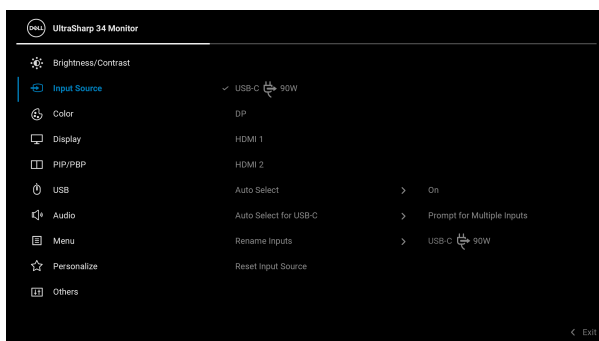 DELL UltraSharp 34 Monitor
Brightness/Contrast
Input Source USB-C 90W
Color DP
Display HDMI 1
PIP/PBP HDMI 2
USB Auto Select On
Audio Auto Select for USB-C Prompt for Multiple Inputs
Menu Rename Inputs USB-C 90W
Personalize Reset Input Source
Others
Exit